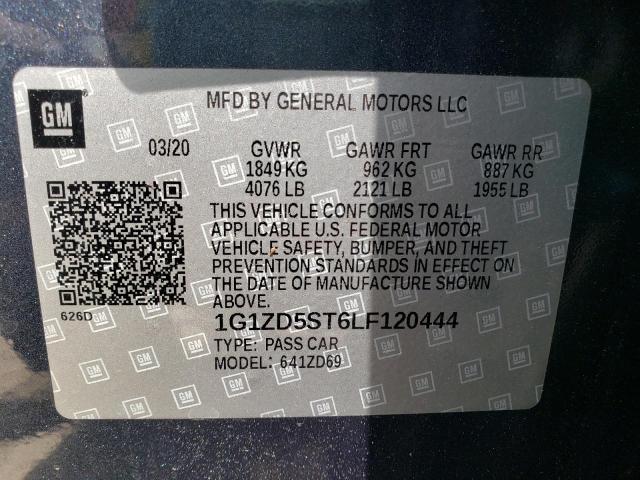 GM
MFD BY GENERAL MOTORS LLC
03/20 GVWR GAWR FRT GAWR RR
1849 KG 962 KG 887 KG
4076 LB 2121 LB 1955 LB
THIS VEHICLE CONFORMS TO ALL
APPLICABLE U.S. FEDERAL MOTOR
VEHICLE SAFETY, BUMPER, AND THEFT
PREVENTION STANDARDS IN EFFECT ON
THE DATE OF MANUFACTURE SHOWN
ABOVE.
626D
1G1ZD5ST6LF120444
TYPE: PASS CAR
MODEL: 641ZD69